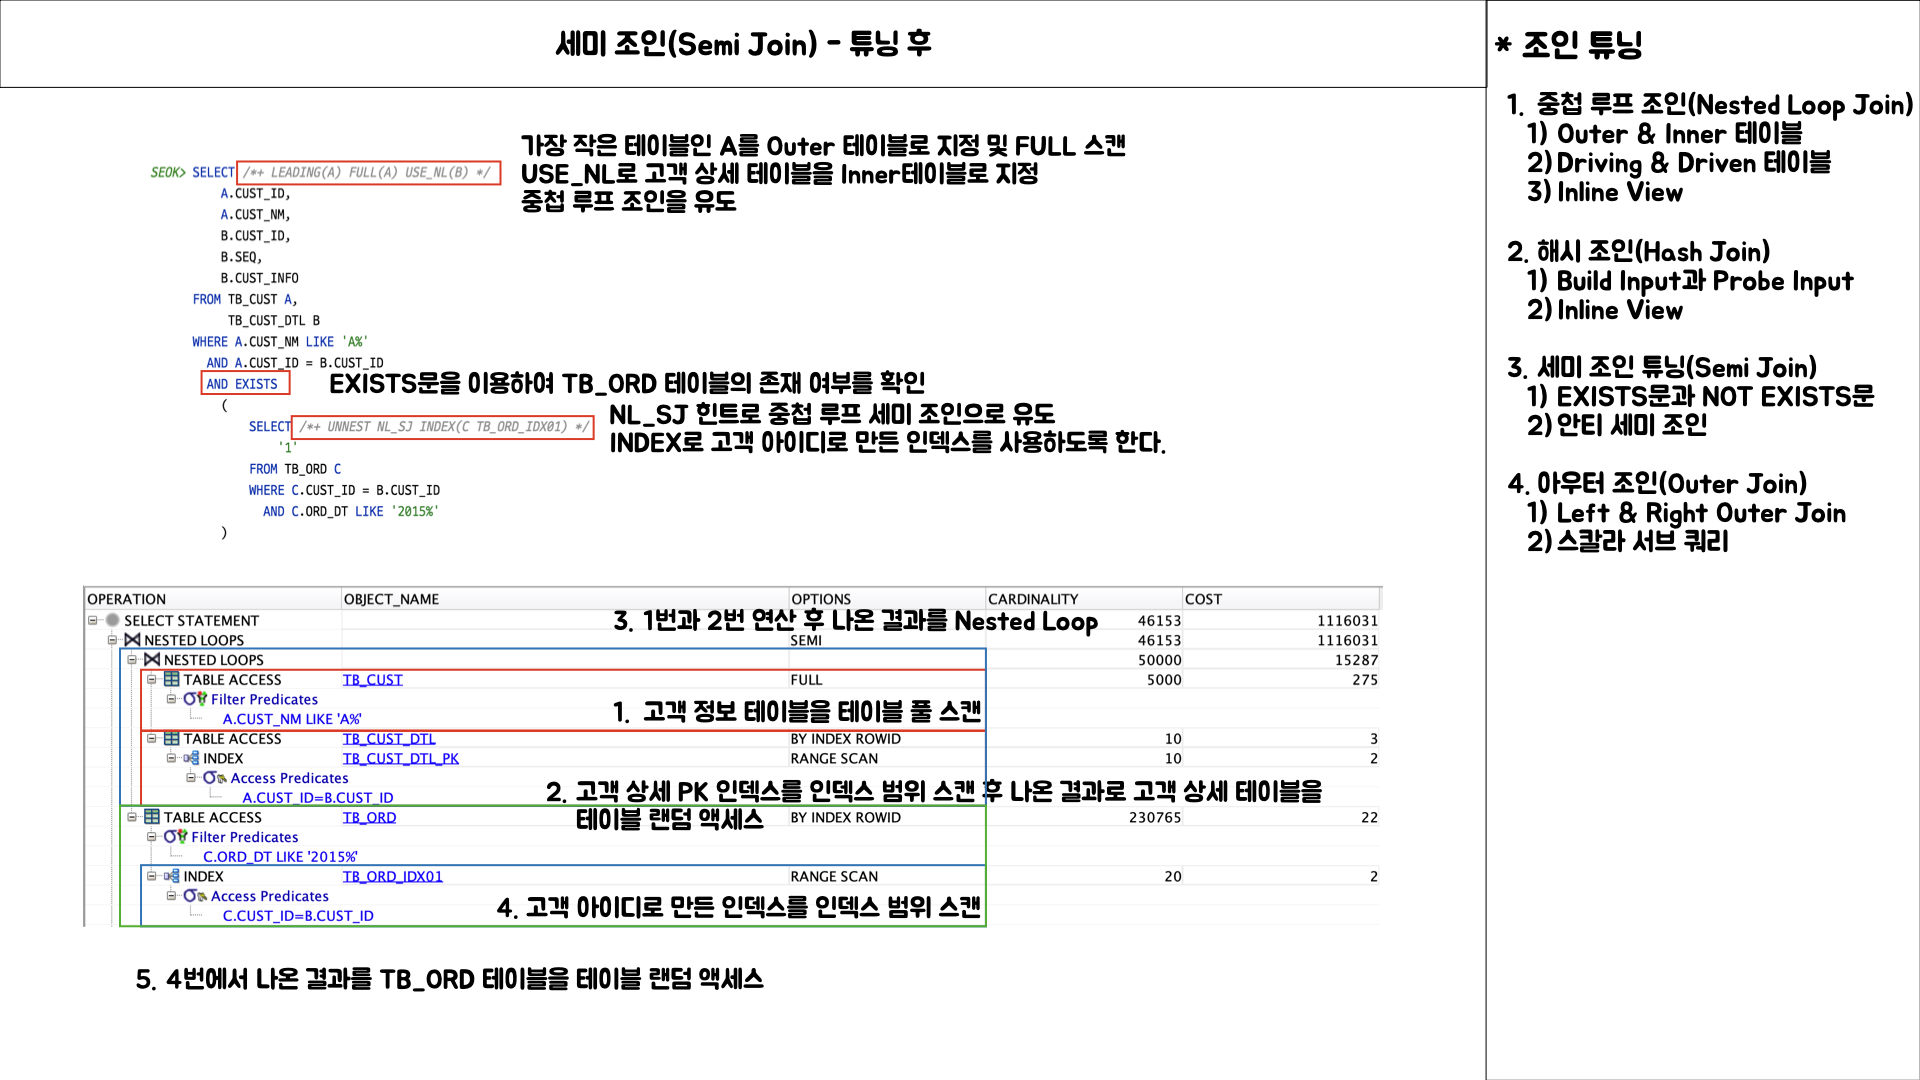 세미 조인(Semi Join) - 튜닝 후
* 조인 튜닝
1. 중첩 루프 조인(Nested Loop Join)
1) Outer & Inner 테이블
2) Driving & Driven 테이블
3) Inline View
2. 해시 조인(Hash Join)
1) Build Input과 Probe Input
2) Inline View
3. 세미 조인 튜닝(Semi Join)
1) EXISTS문과 NOT EXISTS문
2) 안티 세미 조인
4. 아우터 조인(Outer Join)
1) Left & Right Outer Join
2) 스칼라 서브 쿼리
가장 작은 테이블인 A를 Outer 테이블로 지정 및 FULL 스캔
USE_NL로 고객 상세 테이블을 Inner테이블로 지정
중첩 루프 조인을 유도
SEOK> SELECT /*+ LEADING(A) FULL(A) USE_NL(B) */
A.CUST_ID,
A.CUST_NM,
B.CUST_ID,
B.SEQ,
B.CUST_INFO
FROM TB_CUST A,
TB_CUST_DTL B
WHERE A.CUST_NM LIKE 'A%'
AND A.CUST_ID = B.CUST_ID
AND EXISTS
EXISTS문을 이용하여 TB_ORD 테이블의 존재 여부를 확인
(
SELECT /*+ UNNEST NL_SJ INDEX(C TB_ORD_IDX01) */
NL_SJ 힌트로 중첩 루프 세미 조인으로 유도
INDEX로 고객 아이디로 만든 인덱스를 사용하도록 한다.
'1'
FROM TB_ORD C
WHERE C.CUST_ID = B.CUST_ID
AND C.ORD_DT LIKE '2015%'
)
OPERATION OBJECT_NAME OPTIONS CARDINALITY COST
SELECT STATEMENT 46153 1116031
3. 1번과 2번 연산 후 나온 결과를 Nested Loop
NESTED LOOPS SEMI 46153 1116031
NESTED LOOPS 50000 15287
TABLE ACCESS TB_CUST FULL 5000 275
Filter Predicates
A.CUST_NM LIKE 'A%'
1. 고객 정보 테이블을 테이블 풀 스캔
TABLE ACCESS TB_CUST_DTL BY INDEX ROWID 10 3
INDEX TB_CUST_DTL_PK RANGE SCAN 10 2
Access Predicates
A.CUST_ID=B.CUST_ID
2. 고객 상세 PK 인덱스를 인덱스 범위 스캔 후 나온 결과로 고객 상세 테이블을
테이블 랜덤 액세스
TABLE ACCESS TB_ORD BY INDEX ROWID 230765 22
Filter Predicates
C.ORD_DT LIKE '2015%'
INDEX TB_ORD_IDX01 RANGE SCAN 20 2
Access Predicates
C.CUST_ID=B.CUST_ID
4. 고객 아이디로 만든 인덱스를 인덱스 범위 스캔
5. 4번에서 나온 결과를 TB_ORD 테이블을 테이블 랜덤 액세스